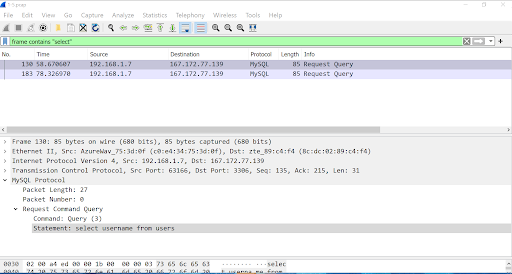 1.pcap
File Edit View Go Capture Analyze Statistics Telephony Wireless Tools Help
frame contains "select"
No. Time Source Destination Protocol Length Info
130 58.670607 192.168.1.7 167.172.77.139 MySQL 85 Request Query
183 78.326970 192.168.1.7 167.172.77.139 MySQL 85 Request Query
Frame 130: 85 bytes on wire (680 bits), 85 bytes captured (680 bits)
Ethernet II, Src: AzureWav_75:3d:0f (c0:e4:34:75:3d:0f), Dst: zte_89:c4:f4 (8c:dc:02:89:c4:f4)
Internet Protocol Version 4, Src: 192.168.1.7, Dst: 167.172.77.139
Transmission Control Protocol, Src Port: 63166, Dst Port: 3306, Seq: 135, Ack: 215, Len: 31
MySQL Protocol
Packet Length: 27
Packet Number: 0
Request Command Query
Command: Query (3)
Statement: select username from users
0030 02 00 a4 ed 00 00 1b 00 00 00 03 73 65 6c 65 63 ········ ···selec
0040 74 20 75 73 65 72 6e 61 6d 65 20 66 72 6f 6d 20 t userna me from